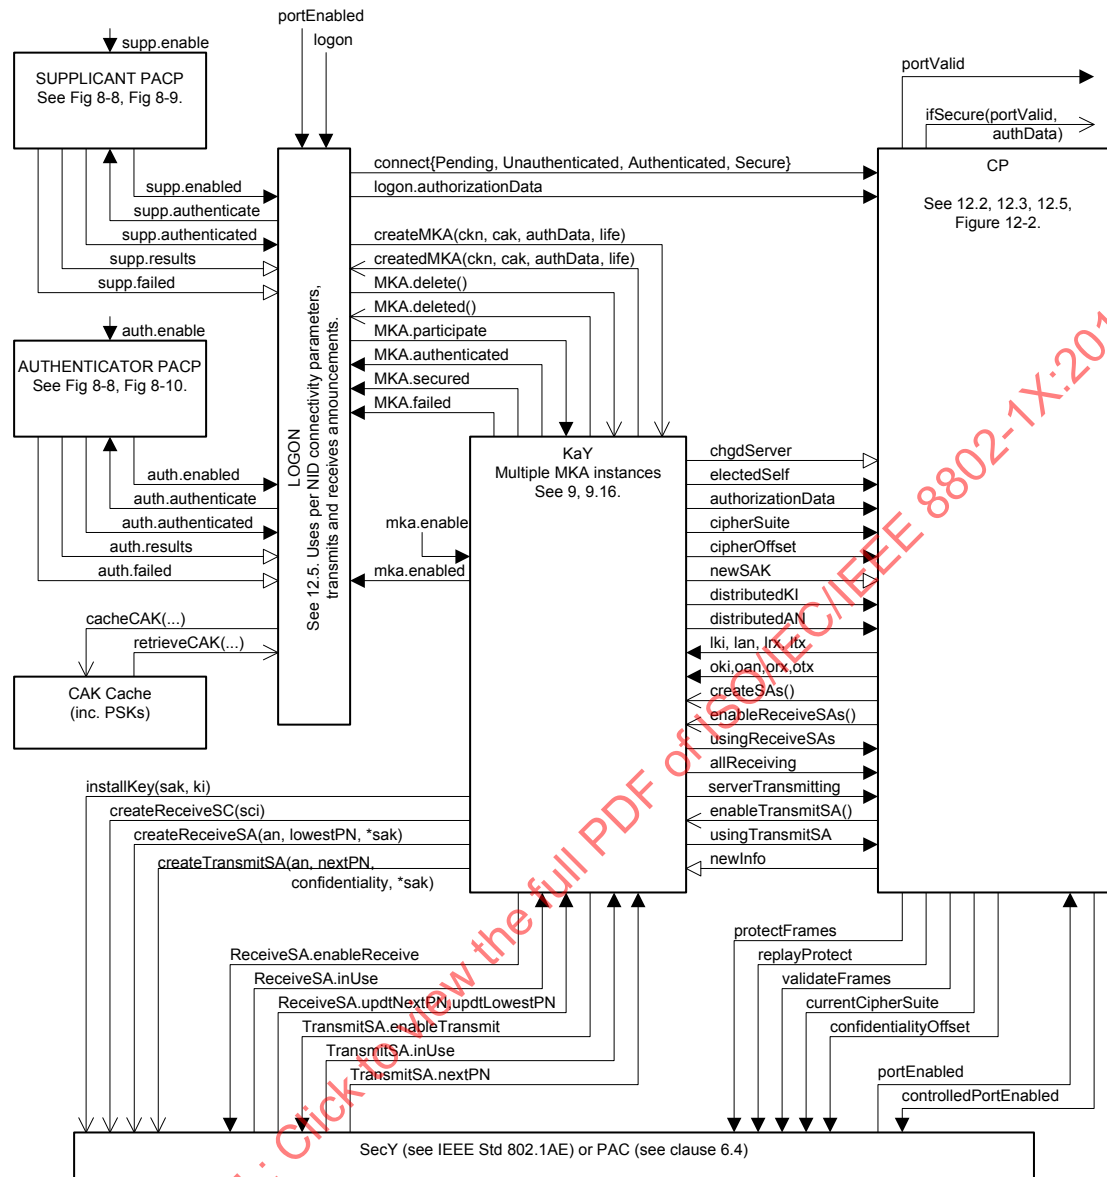 portEnabled
logon
supp.enable
SUPPLICANT PACP
See Fig 8-8, Fig 8-9.
portValid
ifSecure(portValid,
authData)
supp.enabled
supp.authenticate
supp.authenticated
supp.results
supp.failed
connect{Pending, Unauthenticated, Authenticated, Secure}
logon.authorizationData
CP
See 12.2, 12.3, 12.5,
Figure 12-2.
createMKA(ckn, cak, authData, life)
createdMKA(ckn, cak, authData, life)
MKA.delete()
MKA.deleted()
MKA.participate
MKA.authenticated
MKA.secured
MKA.failed
auth.enable
AUTHENTICATOR PACP
See Fig 8-8, Fig 8-10.
LOGON
See 12.5. Uses per NID connectivity parameters,
transmits and receives announcements.
auth.enabled
auth.authenticate
auth.authenticated
auth.results
auth.failed
KaY
Multiple MKA instances
See 9, 9.16.
mka.enable
mka.enabled
chgdServer
electedSelf
authorizationData
cipherSuite
cipherOffset
newSAK
distributedKI
distributedAN
lki, lan, lrx, ltx
oki,oan,orx,otx
createSAs()
enableReceiveSAs()
usingReceiveSAs
allReceiving
serverTransmitting
enableTransmitSA()
usingTransmitSA
newInfo
cacheCAK(...)
retrieveCAK(...)
CAK Cache
(inc. PSKs)
installKey(sak, ki)
createReceiveSC(sci)
createReceiveSA(an, lowestPN, *sak)
createTransmitSA(an, nextPN,
confidentiality, *sak)
ReceiveSA.enableReceive
ReceiveSA.inUse
ReceiveSA.updtNextPN,updtLowestPN
TransmitSA.enableTransmit
TransmitSA.inUse
TransmitSA.nextPN
protectFrames
replayProtect
validateFrames
currentCipherSuite
confidentialityOffset
portEnabled
controlledPortEnabled
SecY (see IEEE Std 802.1AE) or PAC (see clause 6.4)
: Click to view the full PDF of ISO/IEC/IEEE 8802-1X:201